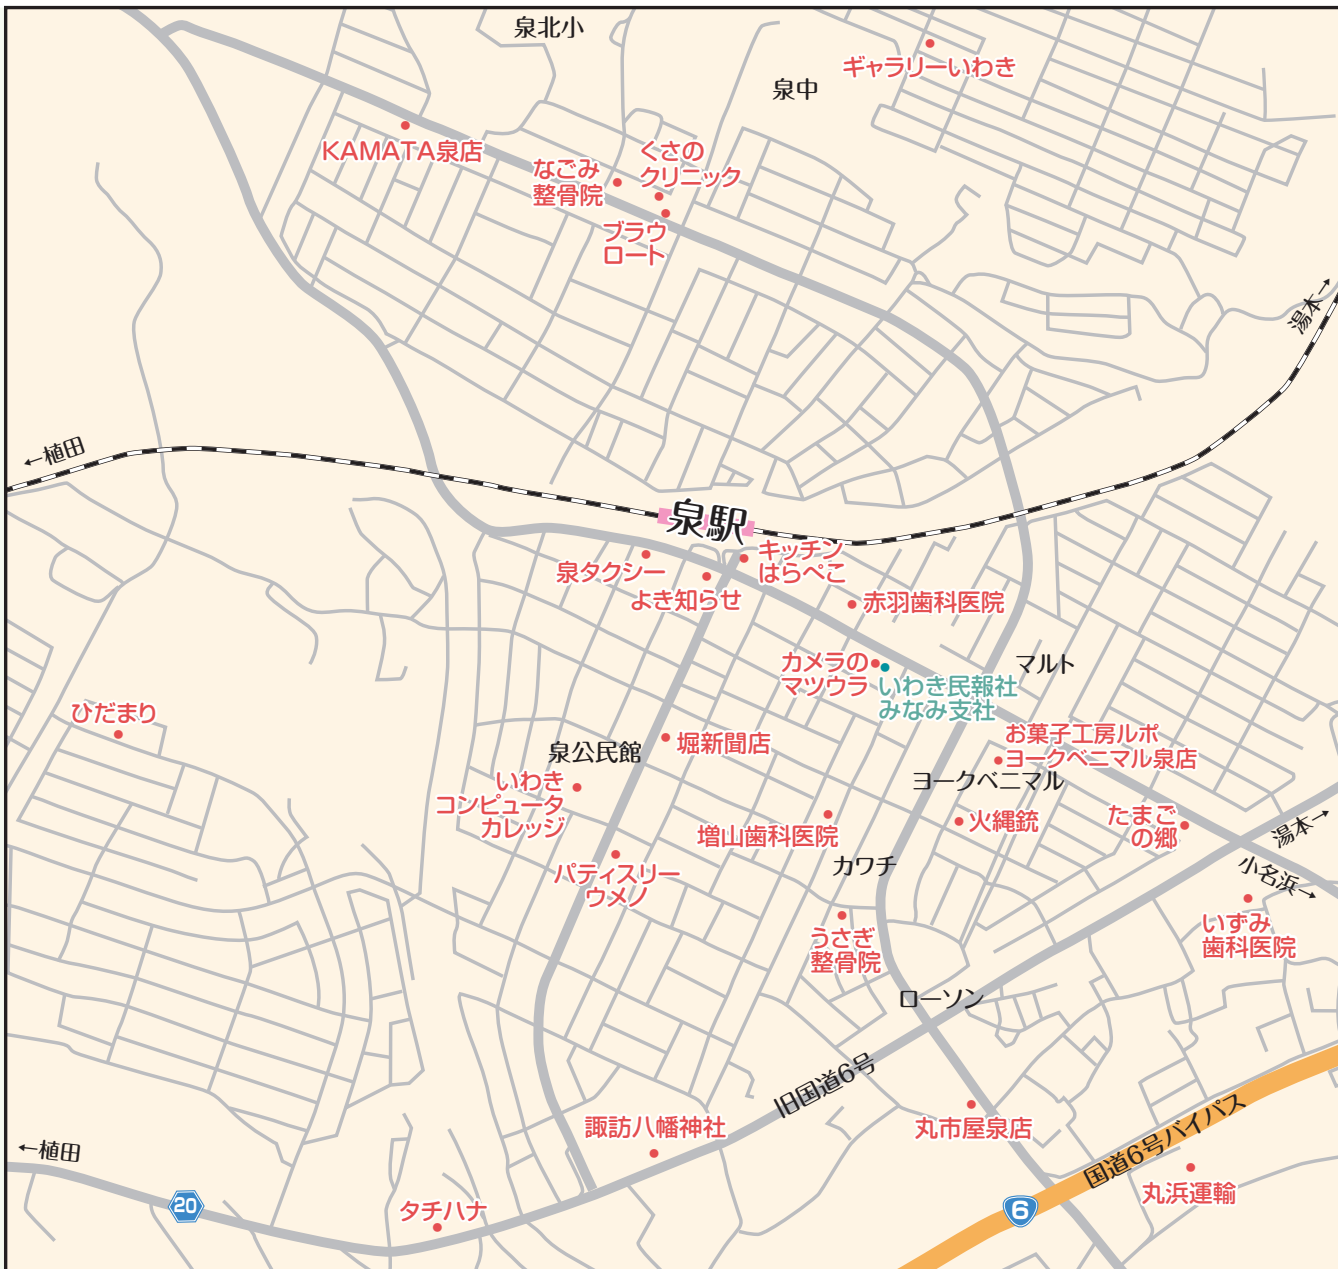 泉北小
ギャラリーいわき
泉中
KAMATA泉店
くさの
クリニック
なごみ
整骨院
ブラウ
ロート
湯本→
←植田
泉駅
キッチン
はらぺこ
泉タクシー
よき知らせ
赤羽歯科医院
カメラの
マツウラ
いわき民報社
みなみ支社
マルト
ひだまり
堀新聞店
泉公民館
お菓子工房ルポ
ヨークベニマル泉店
ヨークベニマル
いわき
コンピュータ
カレッジ
増山歯科医院
火縄銃
たまご
の郷
湯本→
カワチ
小名浜→
パティスリー
ウメノ
うさぎ
整骨院
いずみ
歯科医院
ローソン
旧国道6号
諏訪八幡神社
丸市屋泉店
国道6号バイパス
←植田
丸浜運輸
20
タチハナ
6